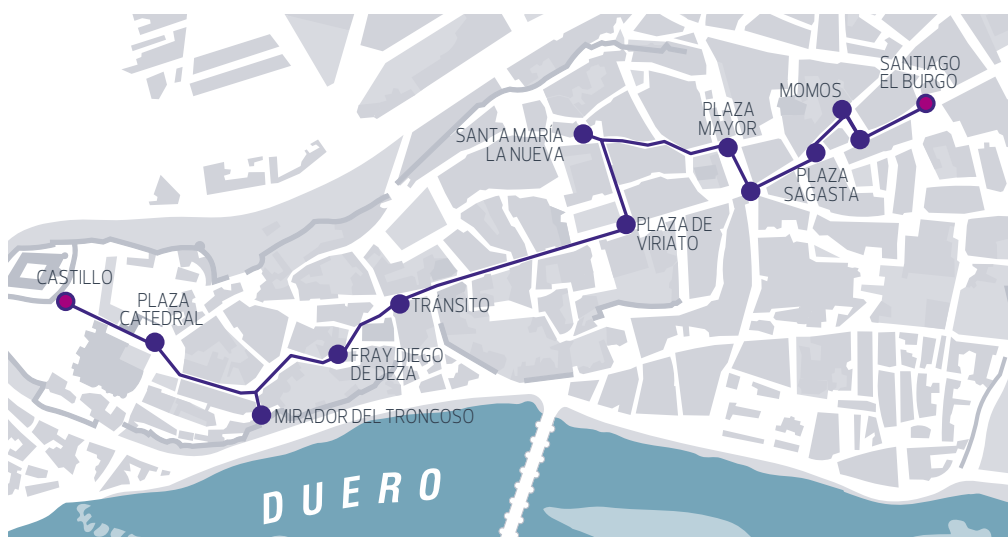 SANTIAGO
EL BURGO
MOMOS
PLAZA
MAYOR
SANTA MARÍA
LA NUEVA
PLAZA
SAGASTA
PLAZA DE
VIRIATO
CASTILLO
PLAZA
CATEDRAL
TRÁNSITO
FRAY DIEGO
DE DEZA
MIRADOR DEL TRONCOSO
DUERO